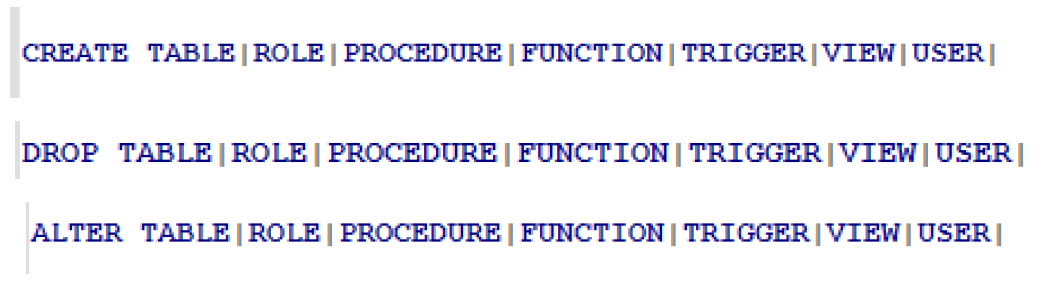 CREATE TABLE|ROLE|PROCEDURE|FUNCTION|TRIGGER|VIEW|USER|
DROP TABLE|ROLE|PROCEDURE|FUNCTION|TRIGGER|VIEW|USER|
ALTER TABLE|ROLE|PROCEDURE|FUNCTION|TRIGGER|VIEW|USER|